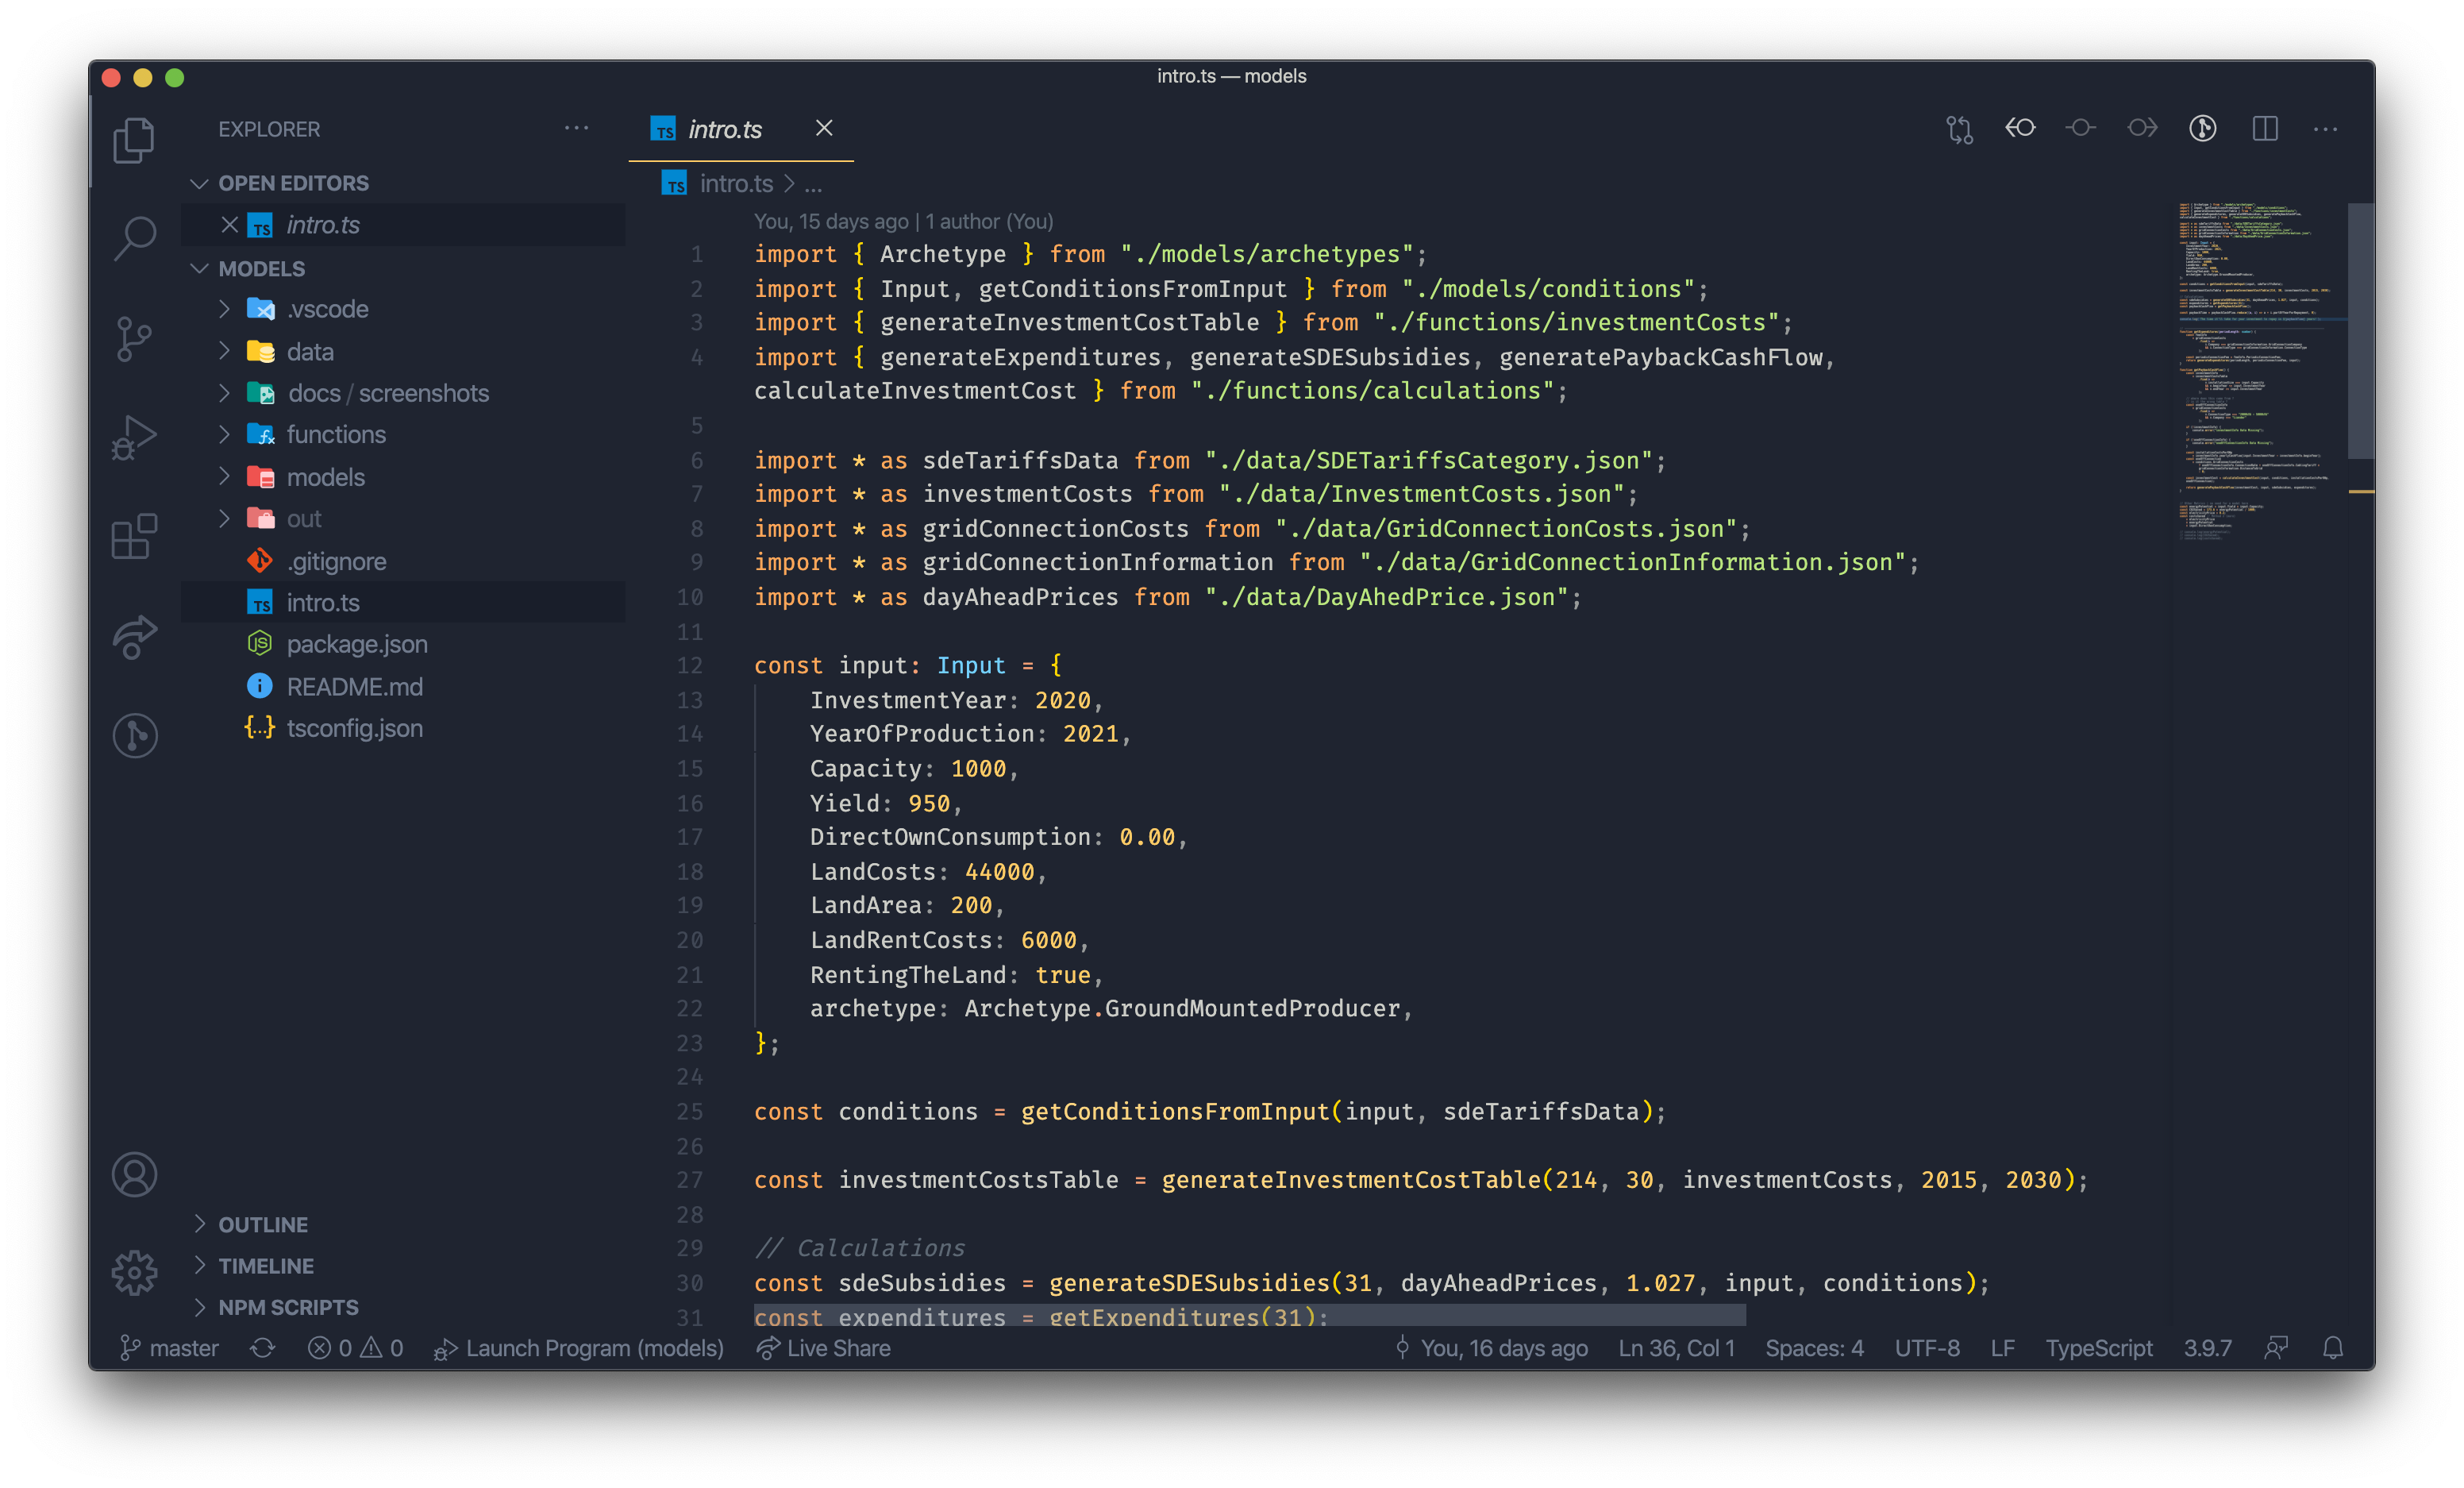 intro.ts — models
EXPLORER
OPEN EDITORS
intro.ts
MODELS
.vscode
data
docs / screenshots
functions
models
out
.gitignore
intro.ts
package.json
README.md
tsconfig.json
OUTLINE
TIMELINE
NPM SCRIPTS
intro.ts
intro.ts > ...
You, 15 days ago | 1 author (You)
1 import { Archetype } from "./models/archetypes";
2 import { Input, getConditionsFromInput } from "./models/conditions";
3 import { generateInvestmentCostTable } from "./functions/investmentCosts";
4 import { generateExpenditures, generateSDESubsidies, generatePaybackCashFlow,
calculateInvestmentCost } from "./functions/calculations";
5
6 import * as sdeTariffsData from "./data/SDETariffsCategory.json";
7 import * as investmentCosts from "./data/InvestmentCosts.json";
8 import * as gridConnectionCosts from "./data/GridConnectionCosts.json";
9 import * as gridConnectionInformation from "./data/GridConnectionInformation.json";
10 import * as dayAheadPrices from "./data/DayAhedPrice.json";
11
12 const input: Input = {
13 InvestmentYear: 2020,
14 YearOfProduction: 2021,
15 Capacity: 1000,
16 Yield: 950,
17 DirectOwnConsumption: 0.00,
18 LandCosts: 44000,
19 LandArea: 200,
20 LandRentCosts: 6000,
21 RentingTheLand: true,
22 archetype: Archetype.GroundMountedProducer,
23 };
24
25 const conditions = getConditionsFromInput(input, sdeTariffsData);
26
27 const investmentCostsTable = generateInvestmentCostTable(214, 30, investmentCosts, 2015, 2030);
28
29 // Calculations
30 const sdeSubsidies = generateSDESubsidies(31, dayAheadPrices, 1.027, input, conditions);
31 const expenditures = getExpenditures(31);
master 0 0 Launch Program (models) Live Share You, 16 days ago Ln 36, Col 1 Spaces: 4 UTF-8 LF TypeScript 3.9.7